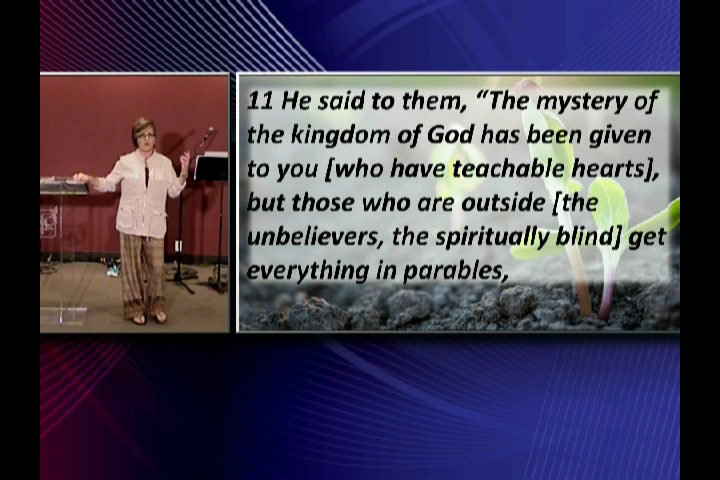 11 He said to them, “The mystery of
the kingdom of God has been given
to you [who have teachable hearts],
but those who are outside [the
unbelievers, the spiritually blind] get
everything in parables,